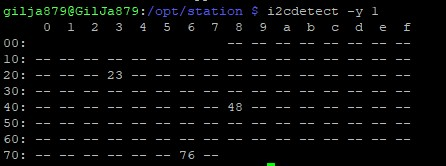 gilja879@GilJa879:/opt/station $ i2cdetect -y 1
     0  1  2  3  4  5  6  7  8  9  a  b  c  d  e  f
00:                         -- -- -- -- -- -- -- --
10: -- -- -- -- -- -- -- -- -- -- -- -- -- -- -- --
20: -- -- -- 23 -- -- -- -- -- -- -- -- -- -- -- --
30: -- -- -- -- -- -- -- -- -- -- -- -- -- -- -- --
40: -- -- -- -- -- -- -- -- 48 -- -- -- -- -- -- --
50: -- -- -- -- -- -- -- -- -- -- -- -- -- -- -- --
60: -- -- -- -- -- -- -- -- -- -- -- -- -- -- -- --
70: -- -- -- -- -- -- 76 --